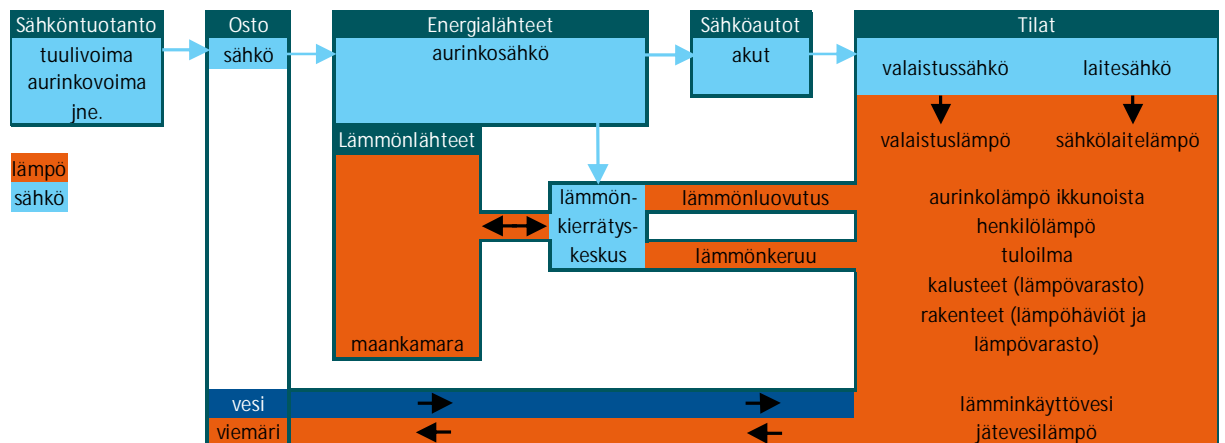 Sähköntuotanto
tuulivoima
aurinkovoima
jne.
lämpö
sähkö
Osto
sähkö
Energialähteet
aurinkosähkö
Lämmönlähteet
maankamara
lämmön-
kierrätys-
keskus
lämmönluovutus
lämmönkeruu
Sähköautot
akut
Tilat
valaistussähkö laitesähkö
valaistuslämpö sähkölaitelämpö
aurinkolämpö ikkunoista
henkilölämpö
tuloilma
kalusteet (lämpövarasto)
rakenteet (lämpöhäviöt ja
lämpövarasto)
vesi
lämminkäyttövesi
viemäri
jätevesilämpö